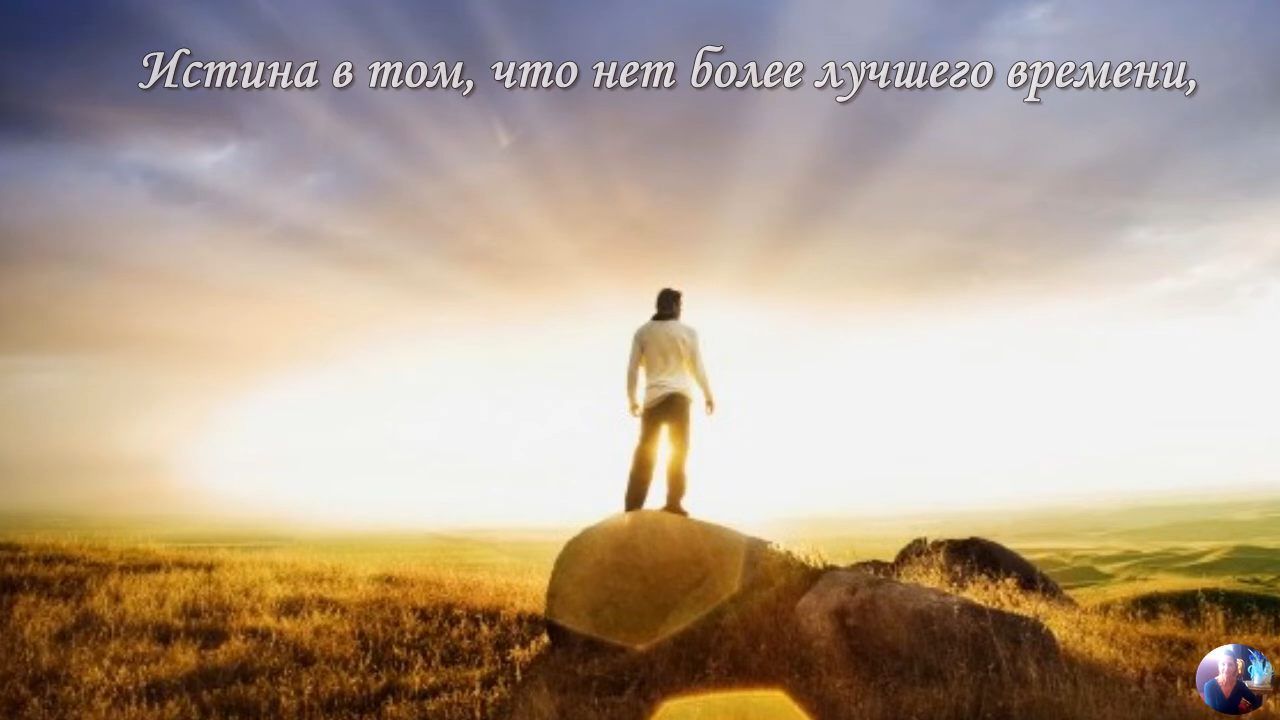 Истина в том, что нет более лучшего времени,